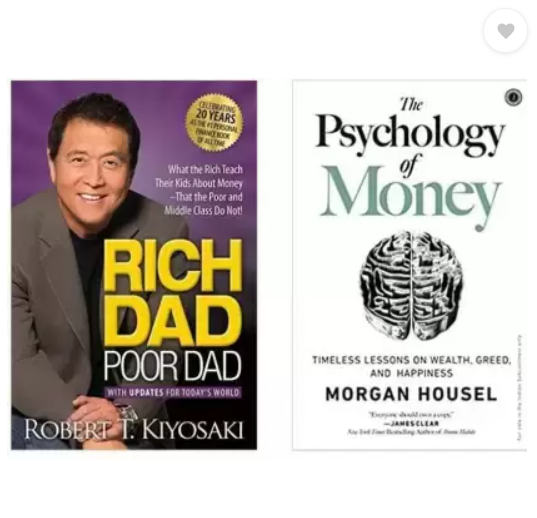 CELEBRATING
20 YEARS
AS THE #1 PERSONAL
FINANCE BOOK
OF ALL TIME
What the Rich Teach
Their Kids About Money
–That the Poor and
Middle Class Do Not!
RICH
DAD
POOR DAD
WITH UPDATES FOR TODAY'S WORLD
ROBERT T. KIYOSAKI
The
Psychology
of
Money
TIMELESS LESSONS ON WEALTH, GREED,
AND HAPPINESS
MORGAN HOUSEL
"Everyone should own a copy."
—JAMES CLEAR
New York Times Bestselling Author of Atomic Habits
For sale in the Indian Subcontinent only